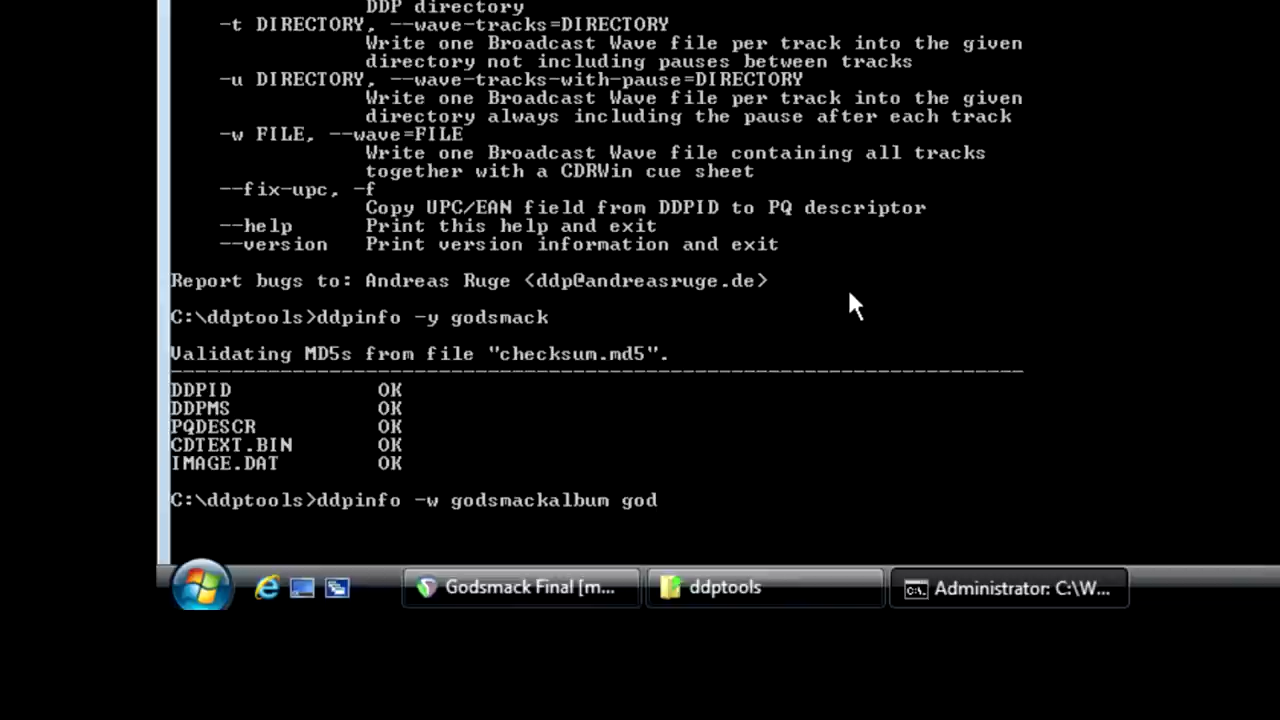 DDP directory
-t DIRECTORY, --wave-tracks=DIRECTORY
Write one Broadcast Wave file per track into the given
directory not including pauses between tracks
-u DIRECTORY, --wave-tracks-with-pause=DIRECTORY
Write one Broadcast Wave file per track into the given
directory always including the pause after each track
-w FILE, --wave=FILE
Write one Broadcast Wave file containing all tracks
together with a CDRWin cue sheet
--fix-upc, -f
Copy UPC/EAN field from DDPID to PQ descriptor
--help Print this help and exit
--version Print version information and exit
Report bugs to: Andreas Ruge <ddp@andreasruge.de>
C:\ddptools>ddpinfo -y godsmack
Validating MD5s from file "checksum.md5".
----------------------------------------------------------------------
DDPID OK
DDPMS OK
PQDESCR OK
CDTEXT.BIN OK
IMAGE.DAT OK
C:\ddptools>ddpinfo -w godsmackalbum god
Godsmack Final [m... ddptools C:\. Administrator: C:\W...